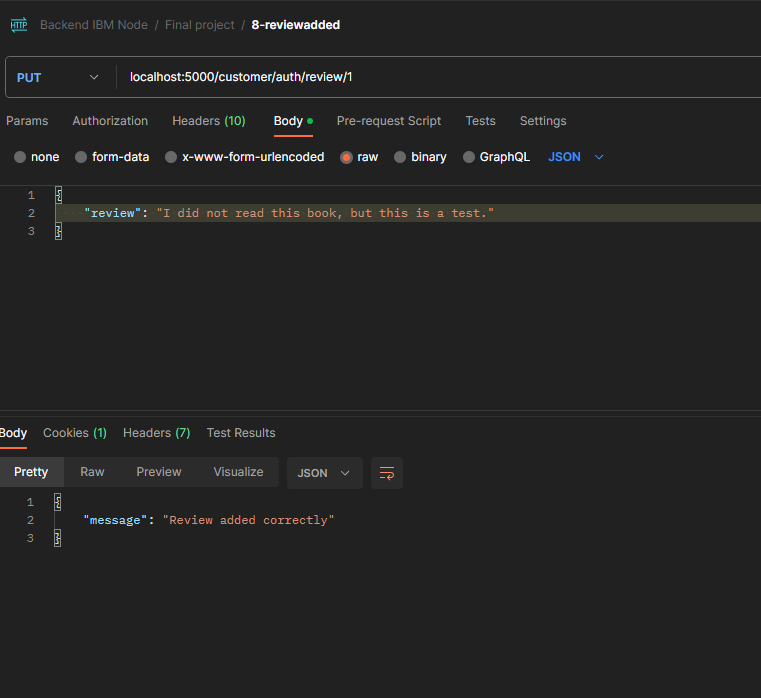 HTTP Backend IBM Node / Final project / 8-reviewadded
PUT localhost:5000/customer/auth/review/1
Params Authorization Headers (10) Body Pre-request Script Tests Settings
none form-data x-www-form-urlencoded raw binary GraphQL JSON
1 {
2 "review": "I did not read this book, but this is a test."
3 }
Body Cookies (1) Headers (7) Test Results
Pretty Raw Preview Visualize JSON
1 {
2 "message": "Review added correctly"
3 }